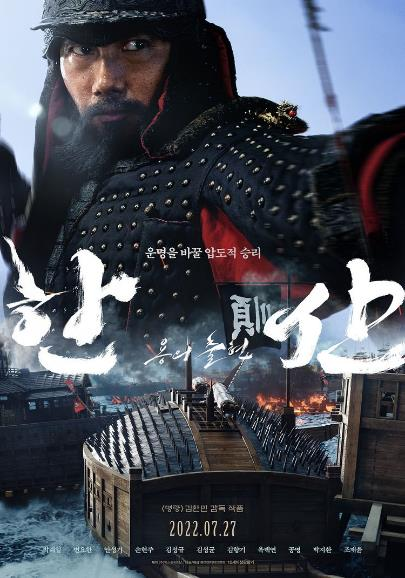 운명을 바꿀 압도적 승리
한산
용의 출현
順
<명량> 김한민 감독 작품
2022.07.27
박해일 변요한 안성기 손현주 김성규 김성균 김향기 옥택연 공명 박지환 조재윤